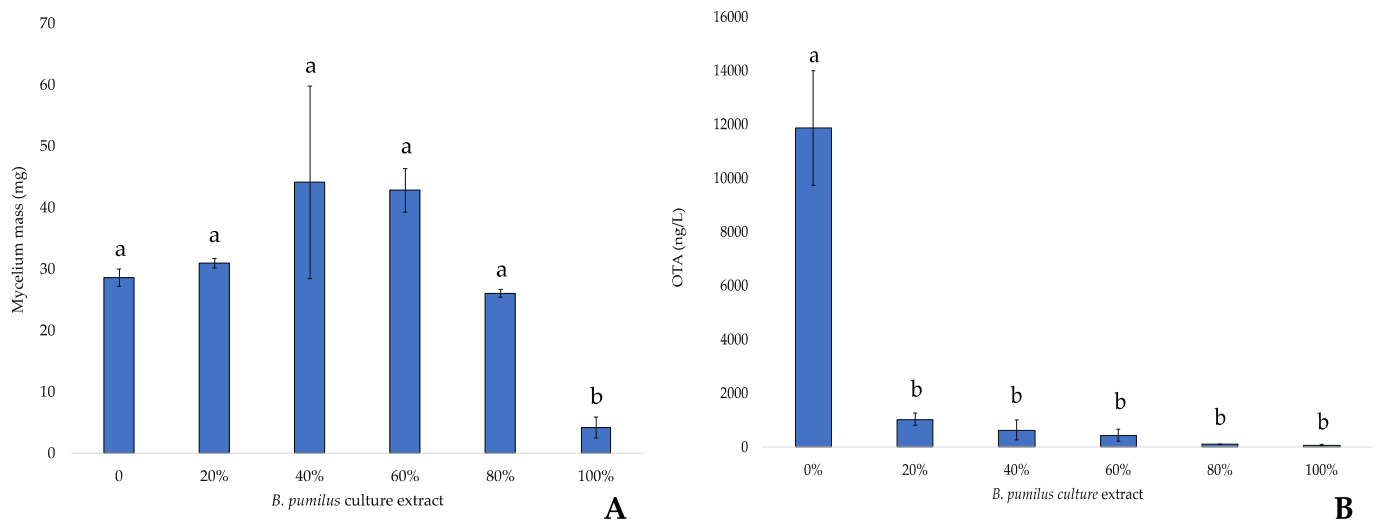 70
60
50
40
30
20
10
0
Mycelium mass (mg)
a
a
a
a
a
b
0
20%
40%
60%
80%
100%
B. pumilus culture extract
A
16000
14000
12000
10000
8000
6000
4000
2000
0
OTA (ng/L)
a
b
b
b
b
b
0%
20%
40%
60%
80%
100%
B. pumilus culture extract
B